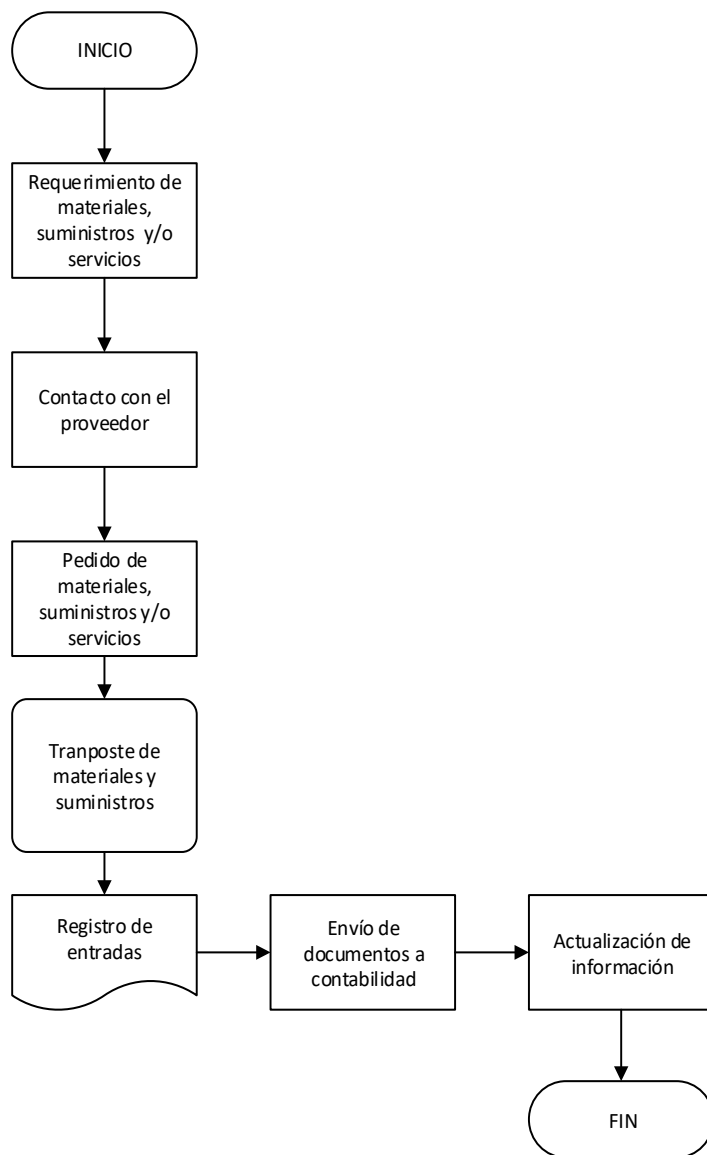 INICIO
Requerimiento de
materiales,
suministros y/o
servicios
Contacto con el
proveedor
Pedido de
materiales,
suministros y/o
servicios
Tranposte de
materiales y
suministros
Registro de
entradas
Envío de
documentos a
contabilidad
Actualización de
información
FIN